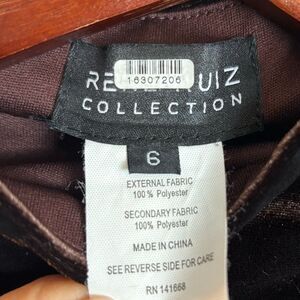 16307206
COLLECTION
6
EXTERNAL FABRIC
100% Polyester
SECONDARY FABRIC
100% Polyester
MADE IN CHINA
SEE REVERSE SIDE FOR CARE
RN 141668